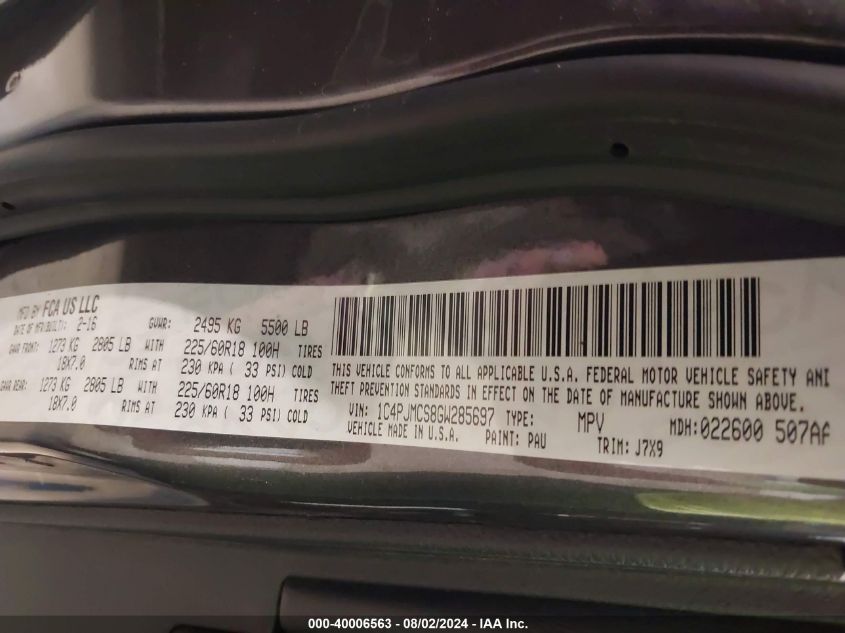 MFD BY FCA US LLC
DATE OF MFR(BUILT): 2-16 GVWR: 2495 KG 5500 LB
GAWR FRONT: 1273 KG 2805 LB WITH 225/60R18 100H TIRES
18X7.0 RIMS AT 230 KPA ( 33 PSI) COLD
GAWR REAR: 1273 KG 2805 LB WITH 225/60R18 100H TIRES
18X7.0 RIMS AT 230 KPA ( 33 PSI) COLD
THIS VEHICLE CONFORMS TO ALL APPLICABLE U.S.A. FEDERAL MOTOR VEHICLE SAFETY AND
THEFT PREVENTION STANDARDS IN EFFECT ON THE DATE OF MANUFACTURE SHOWN ABOVE.
VIN: 1C4PJMCS8GW285697 TYPE: MPV MDH:022600 507AA
VEHICLE MADE IN U.S.A. PAINT: PAU TRIM: J7X9
000-40006563 - 08/02/2024 - IAA Inc.